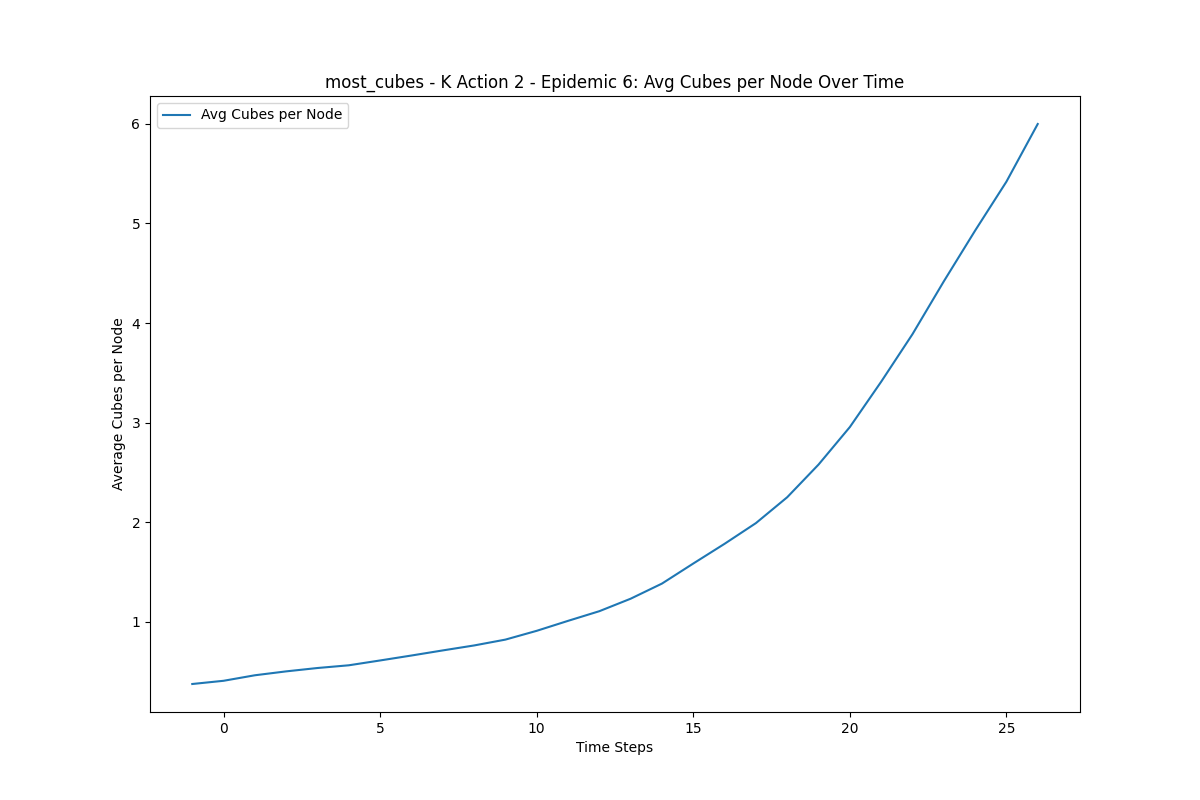 most_cubes - K Action 2 - Epidemic 6: Avg Cubes per Node Over Time
Avg Cubes per Node
6
5
4
3
2
1
Average Cubes per Node
0 5 10 15 20 25
Time Steps